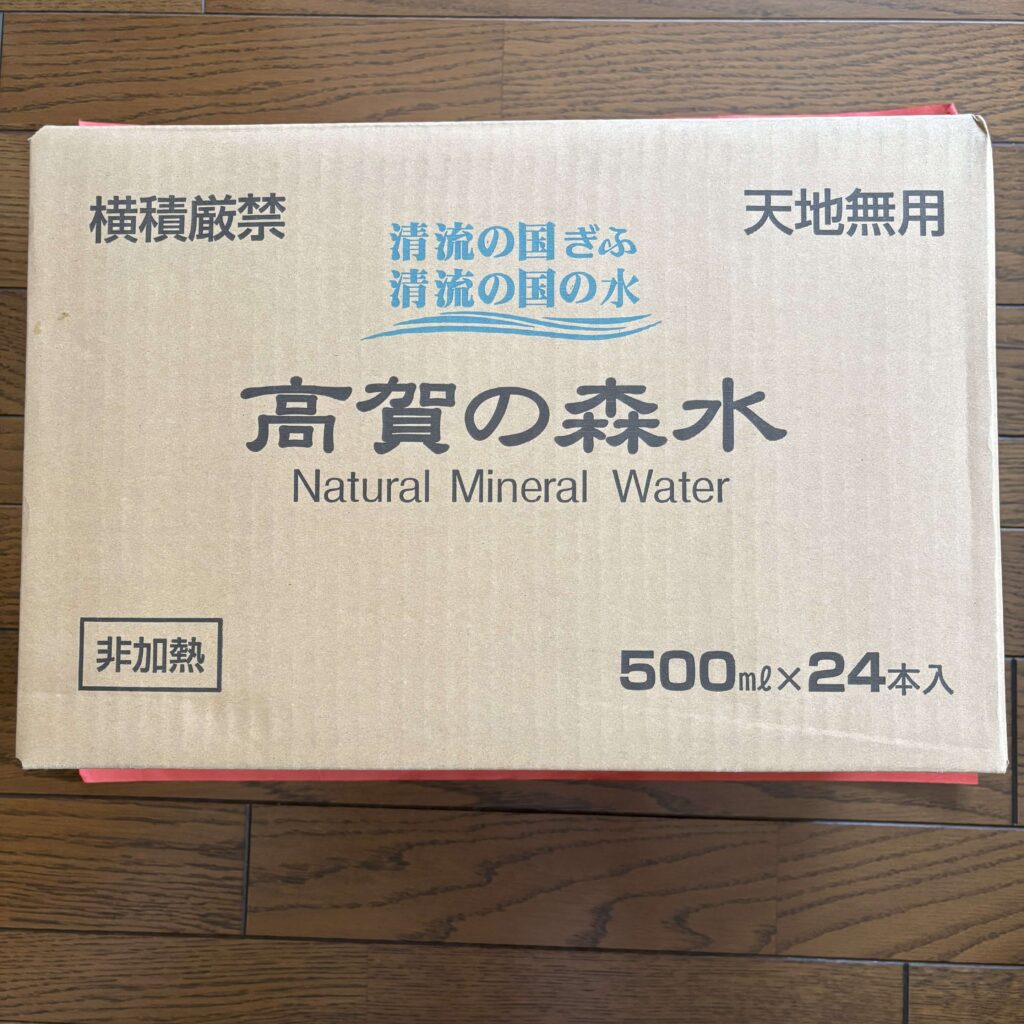 横積厳禁
天地無用
清流の国ぎふ
清流の国の水
高賀の森水
Natural Mineral Water
非加熱
500mℓ×24本入